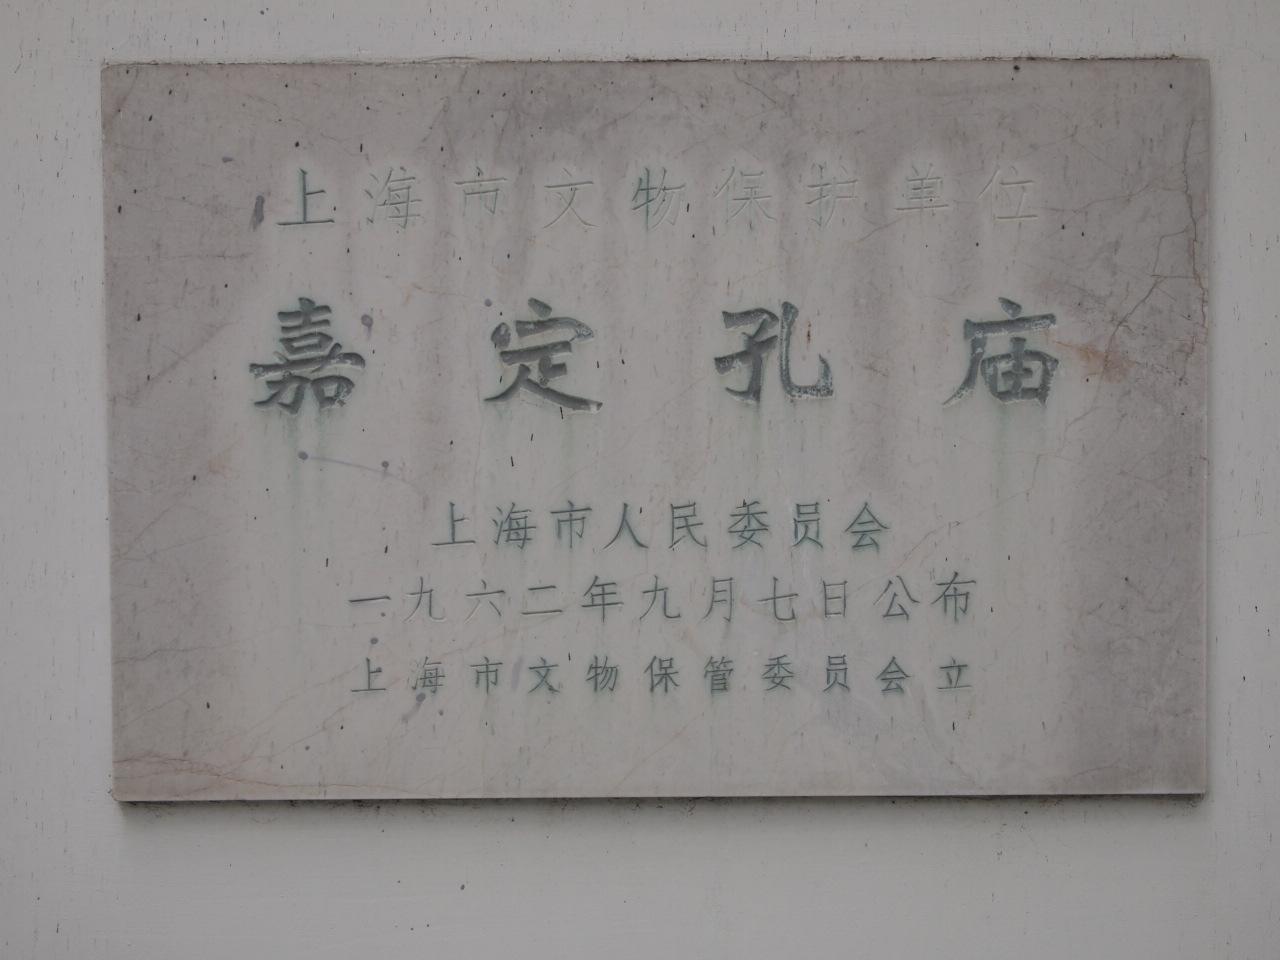 上海市文物保护单位
嘉定孔庙
上海市人民委员会
一九六二年九月七日公布
上海市文物保管委员会立